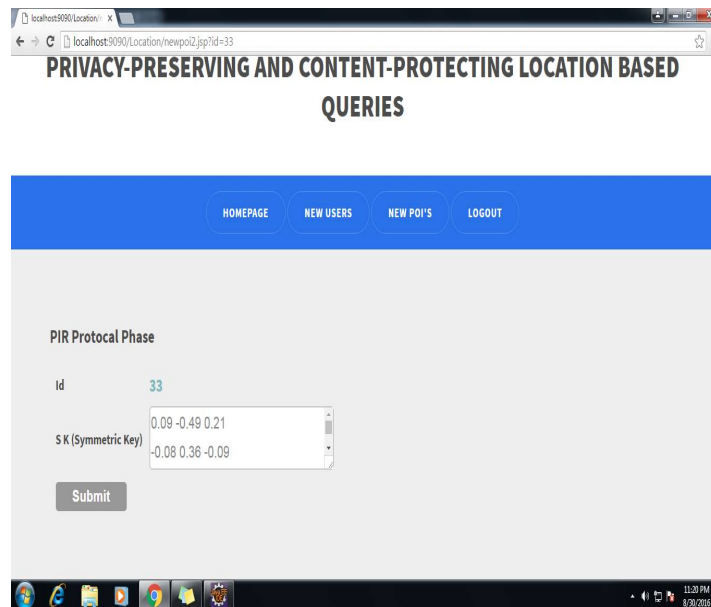 localhost:9090/Location/
localhost:9090/Location/newpoi2.jsp?id=33
PRIVACY-PRESERVING AND CONTENT-PROTECTING LOCATION BASED
QUERIES
HOMEPAGE NEW USERS NEW POI'S LOGOUT
PIR Protocal Phase
Id 33
S K (Symmetric Key)
0.09 -0.49 0.21
-0.08 0.36 -0.09
Submit
11:20 PM
8/30/2016